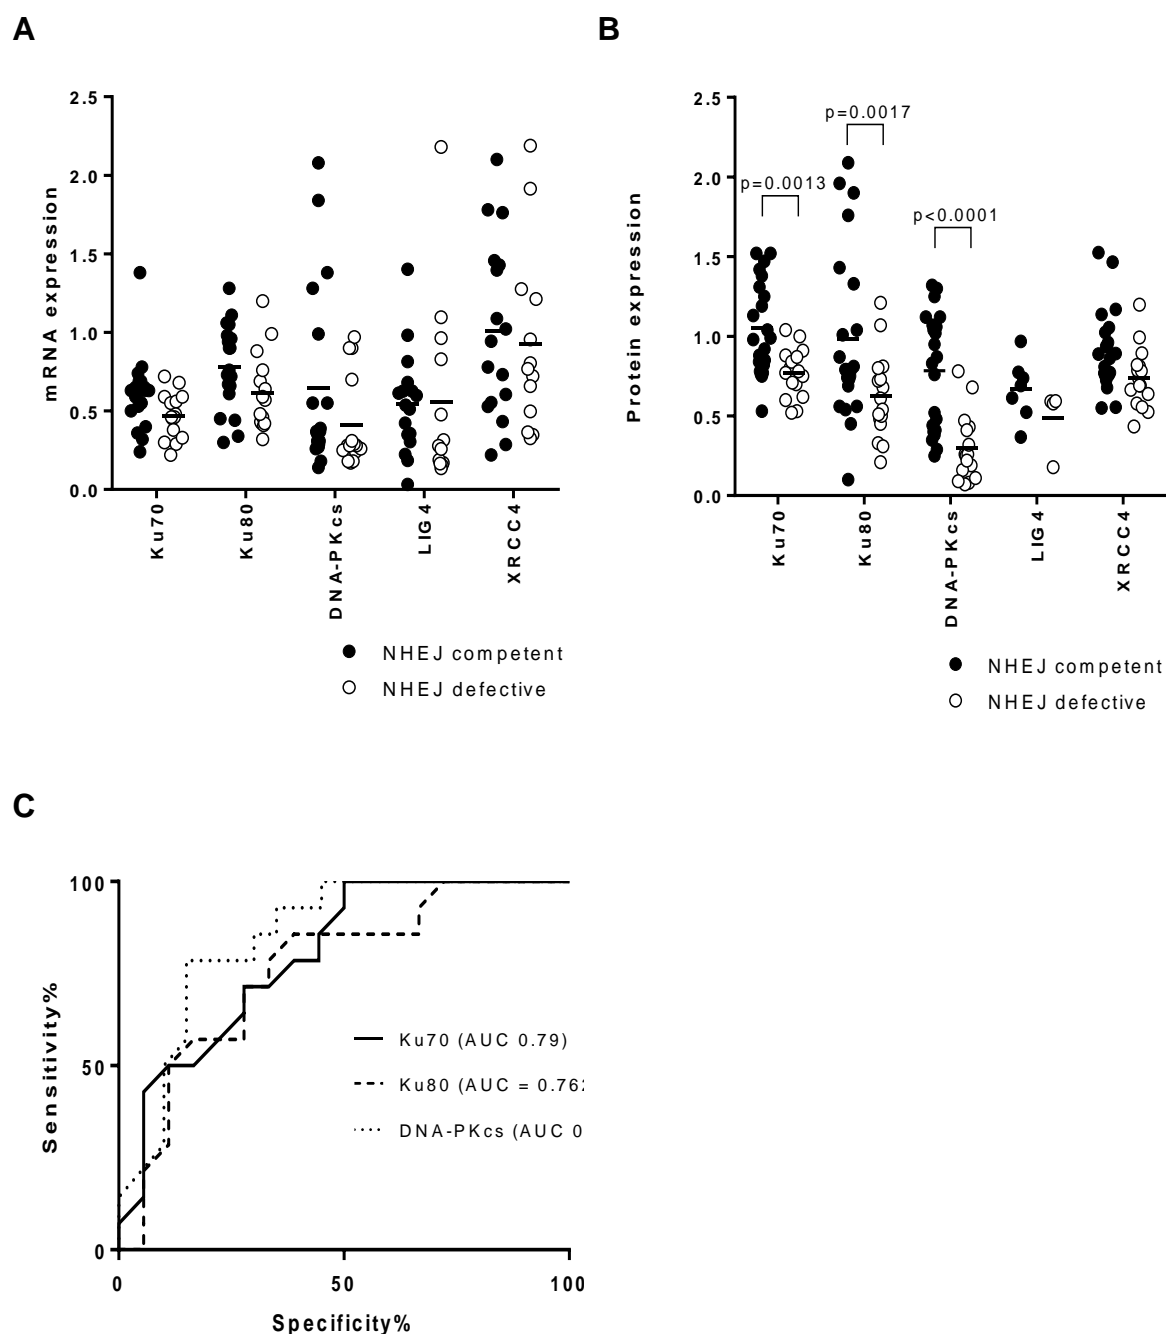 A
B
mRNA expression
2.5
2.0
1.5
1.0
0.5
0.0
Ku70
Ku80
DNA-PKcs
LIG4
XRCC4
NHEJ competent
NHEJ defective
Protein expression
2.5
2.0
1.5
1.0
0.5
0.0
p=0.0013
p=0.0017
p<0.0001
Ku70
Ku80
DNA-PKcs
LIG4
XRCC4
NHEJ competent
NHEJ defective
C
Sensitivity%
100
50
0
0
50
100
Specificity%
Ku70 (AUC 0.79)
Ku80 (AUC = 0.76
DNA-PKcs (AUC 0